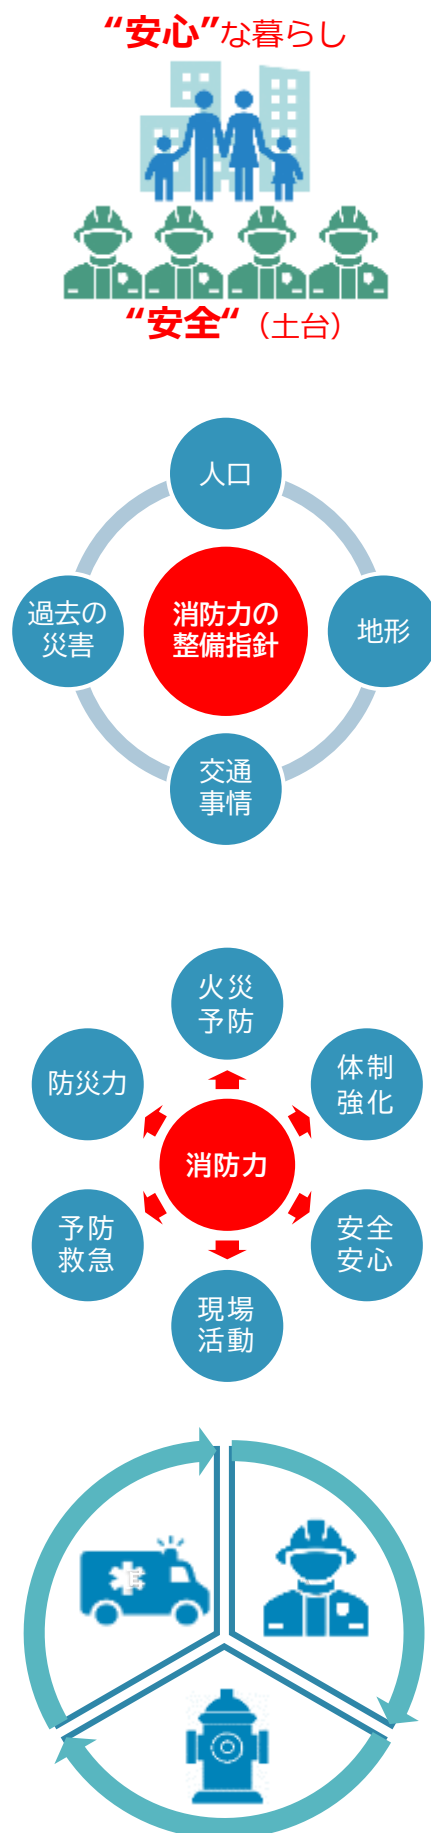 “安心”な暮らし
“安全“（土台）
人口
過去の
災害
消防力の
整備指針
地形
交通
事情
火災
予防
防災力
体制
強化
消防力
予防
救急
安全
安心
現場
活動